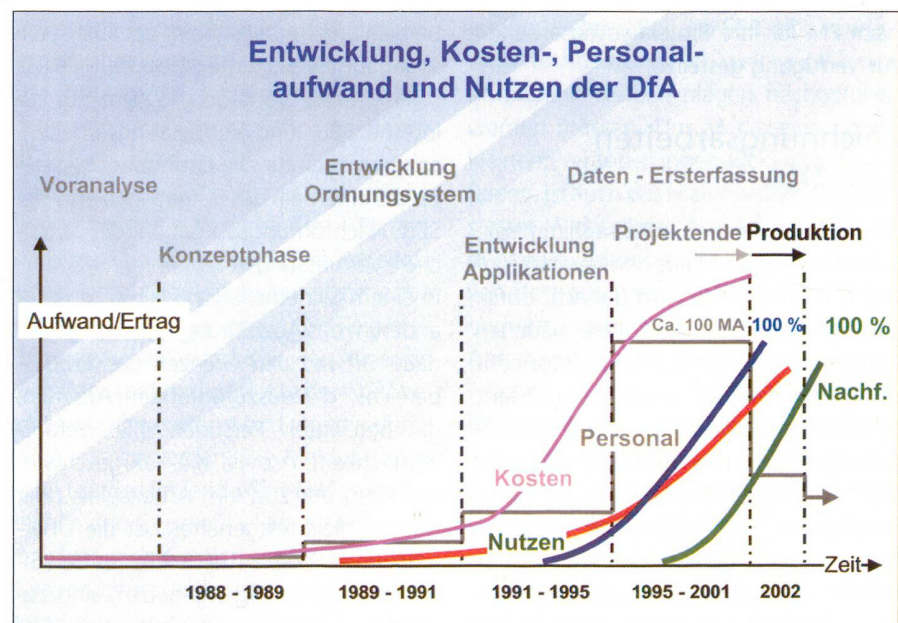 Entwicklung, Kosten-, Personal-
aufwand und Nutzen der DfA
Voranalyse
Entwicklung
Ordnungsystem
Daten - Ersterfassung
Konzeptphase
Entwicklung
Applikationen
Projektende
Produktion
Aufwand/Ertrag
Ca. 100 MA
100 %
100 %
Nachf.
Personal
Kosten
Nutzen
Zeit
1988 - 1989
1989 - 1991
1991 - 1995
1995 - 2001
2002